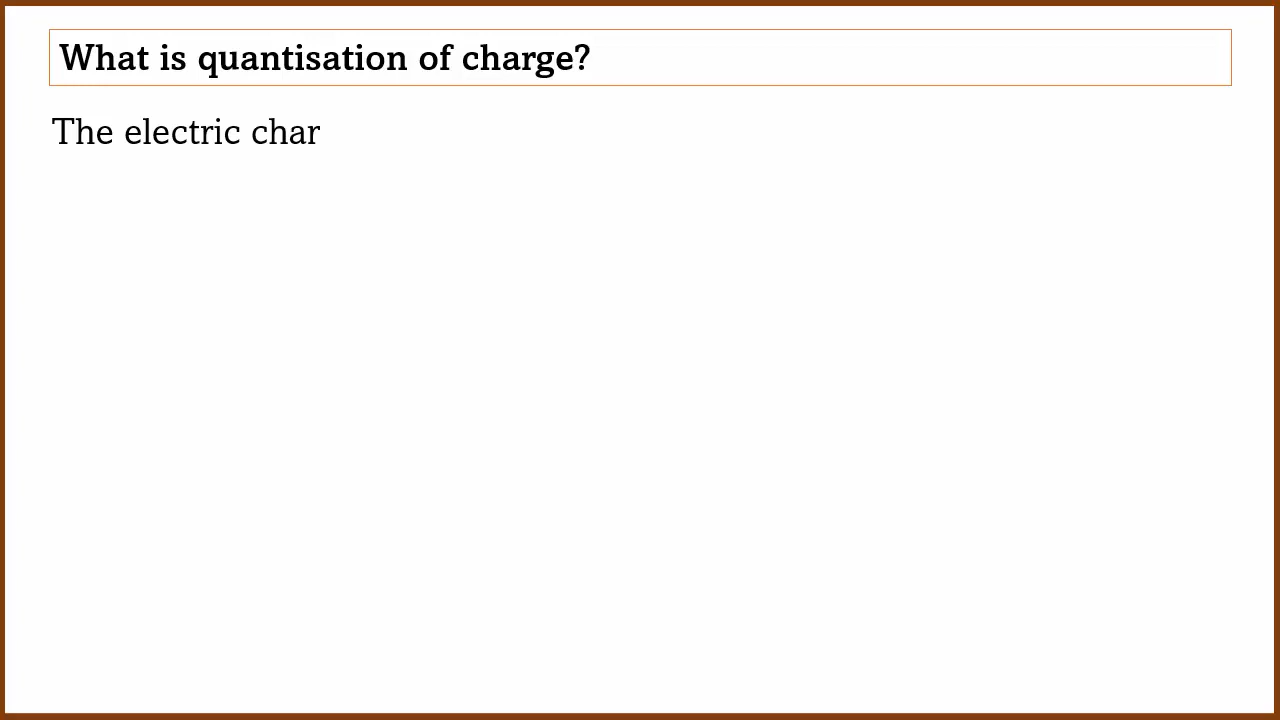 What is quantisation of charge?
The electric char